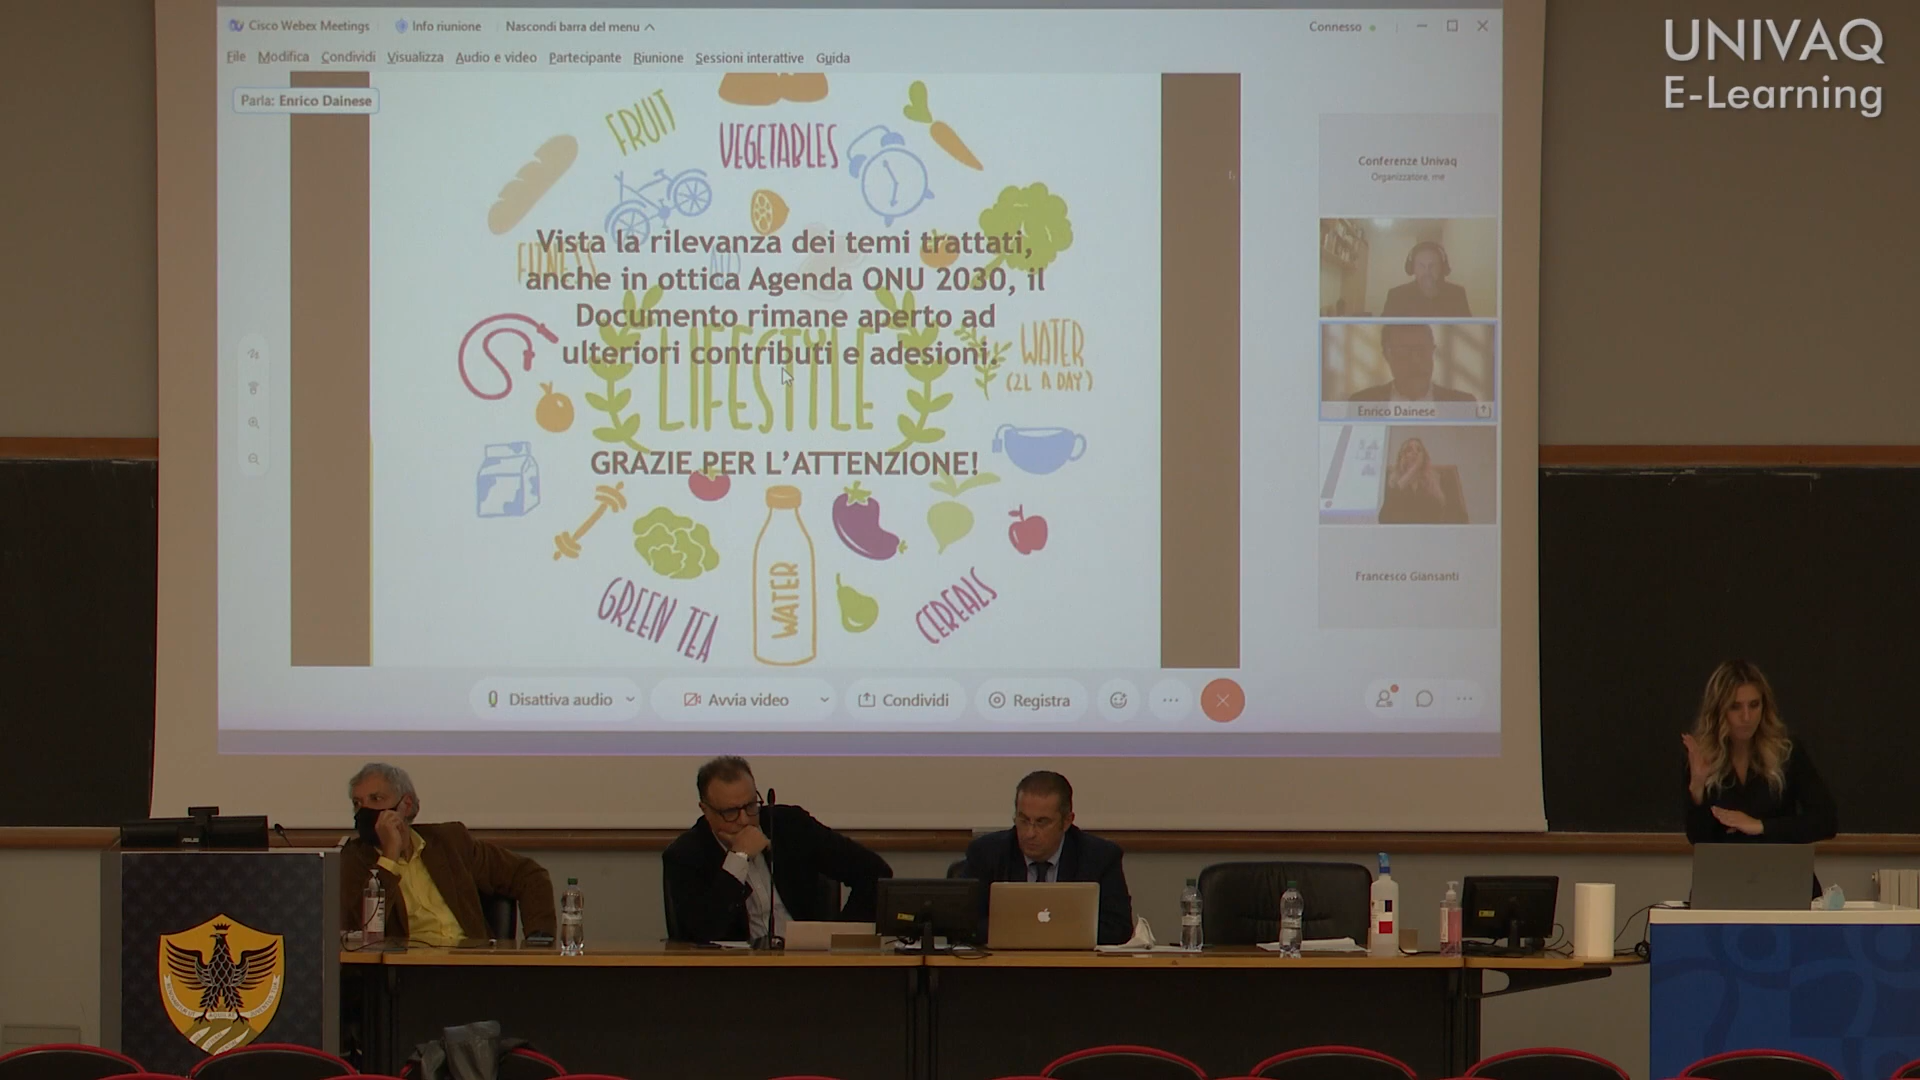 UNIVAQ
E-Learning
Cisco Webex Meetings
Info riunione
Nascondi barra del menu
Connesso
File Modifica Condividi Visualizza Audio e video Partecipante Riunione Sessioni interattive Guida
Parla: Enrico Dainese
FRUIT
VEGETABLES
Vista la rilevanza dei temi trattati,
anche in ottica Agenda ONU 2030, il
Documento rimane aperto ad
ulteriori contributi e adesioni.
FITNESS
LIFESTYLE
WATER
(2L A DAY)
GRAZIE PER L'ATTENZIONE!
WATER
GREEN TEA
CEREALS
Conferenze Univaq
Organizzatore, me
Enrico Dainese
Francesco Giansanti
Disattiva audio
Avvia video
Condividi
Registra